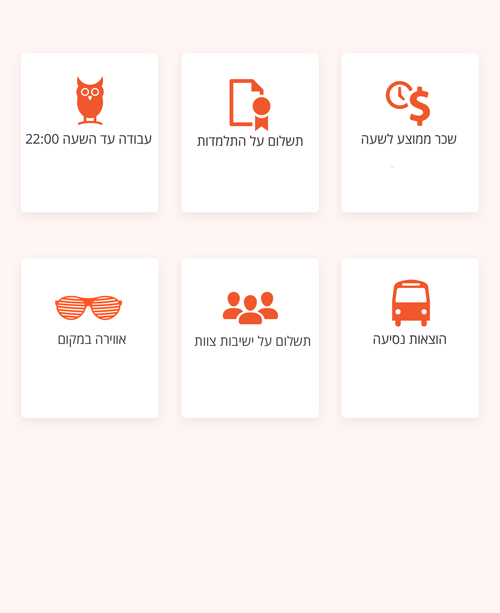 שכר ממוצע לשעה
תשלום על התלמדות
עבודה עד השעה 22:00
הוצאות נסיעה
תשלום על ישיבות צוות
אווירה במקום